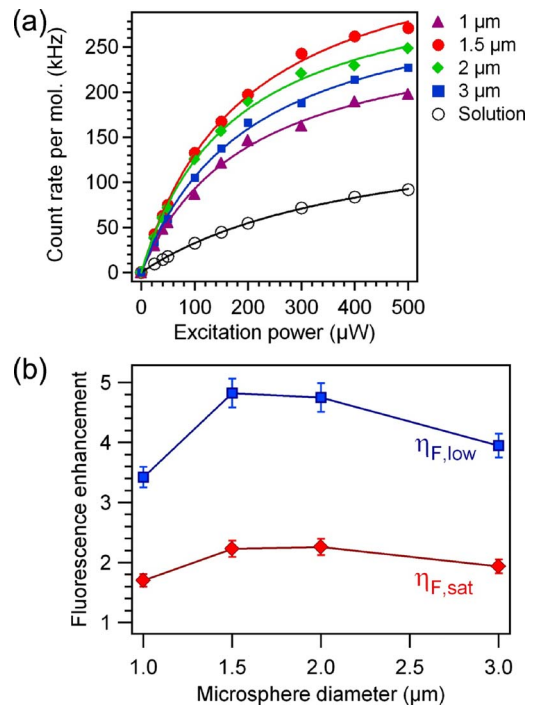 (a)
Count rate per mol. (kHz)
250
200
150
100
50
0
0
100
200
300
400
500
Excitation power (µW)
1 µm
1.5 µm
2 µm
3 µm
Solution
(b)
Fluorescence enhancement
5
4
3
2
1
ηF,low
ηF,sat
1.0
1.5
2.0
2.5
3.0
Microsphere diameter (µm)